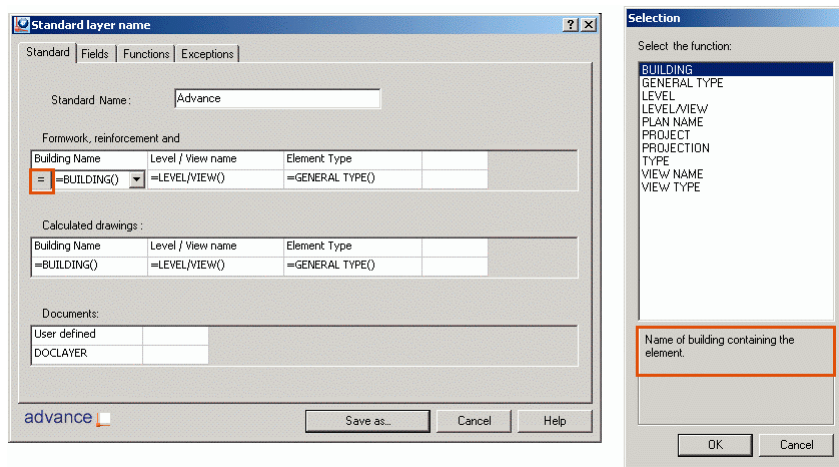 Standard layer name
Standard Fields Functions Exceptions
Standard Name: Advance
Formwork, reinforcement and
Building Name Level / View name Element Type
= =BUILDING() =LEVEL/VIEW() =GENERAL TYPE()
Calculated drawings :
Building Name Level / View name Element Type
=BUILDING() =LEVEL/VIEW() =GENERAL TYPE()
Documents:
User defined
DOCLAYER
advance
Save as... Cancel Help
Selection
Select the function:
BUILDING
GENERAL TYPE
LEVEL
LEVEL/VIEW
PLAN NAME
PROJECT
PROJECTION
TYPE
VIEW NAME
VIEW TYPE
Name of building containing the
element.
OK Cancel